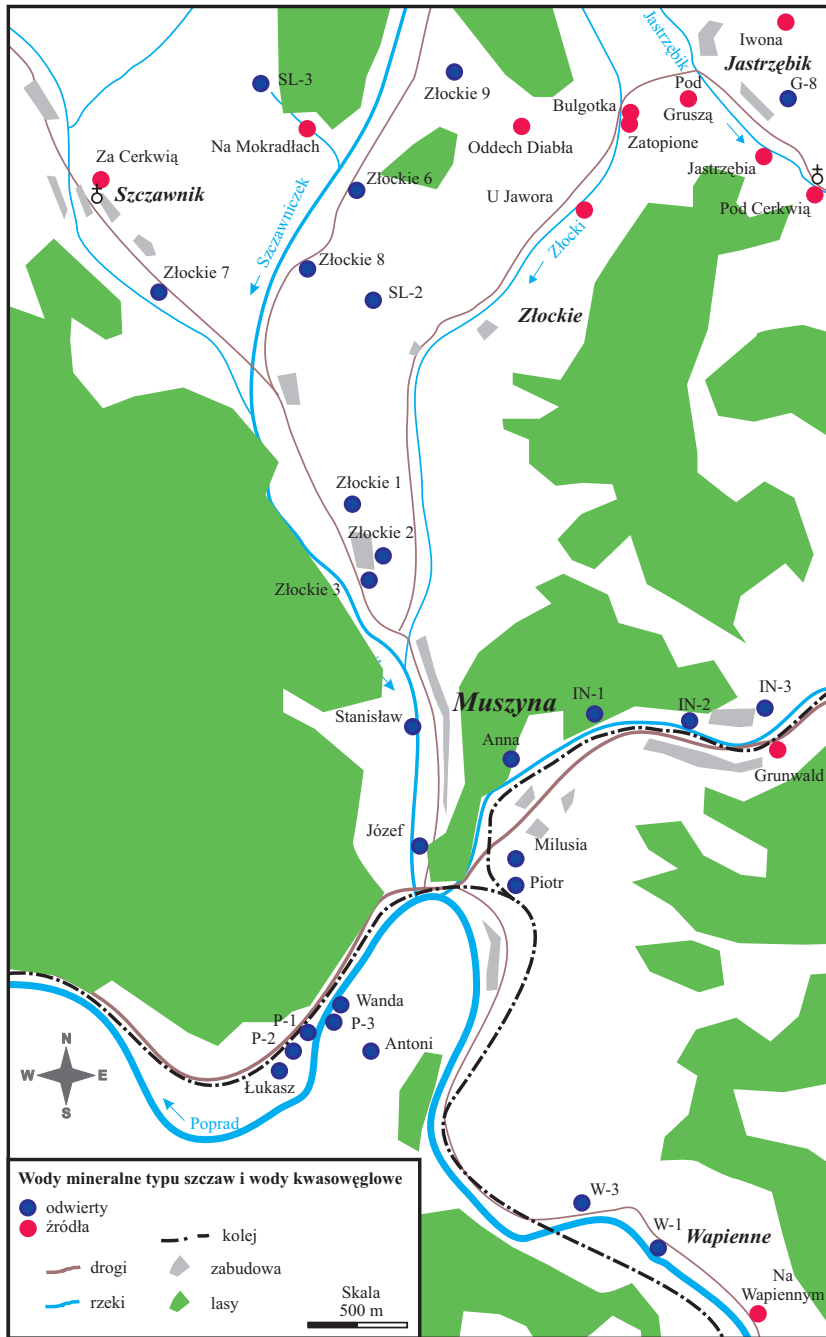 Iwona
Jastrzębik
Jastrzębik
Pod
Gruszą
G-8
SL-3
Złockie 9
Bulgotka
Zatopione
Na Mokradłach
Oddech Diabła
Jastrzębia
Za Cerkwią
Szczawnik
Złockie 6
U Jawora
Pod Cerkwią
Szczawniczek
Złocki
Złockie 7
Złockie 8
SL-2
Złockie
Złockie 1
Złockie 2
Złockie 3
Muszyna
IN-1
IN-2
IN-3
Stanisław
Anna
Grunwald
Józef
Milusia
Piotr
Wanda
P-1
P-3
P-2
Antoni
Łukasz
N
W
E
S
Poprad
W-3
W-1
Wapienne
Na
Wapiennym
Wody mineralne typu szczaw i wody kwasowęglowe
odwierty
źródła
kolej
drogi
zabudowa
rzeki
lasy
Skala
500 m